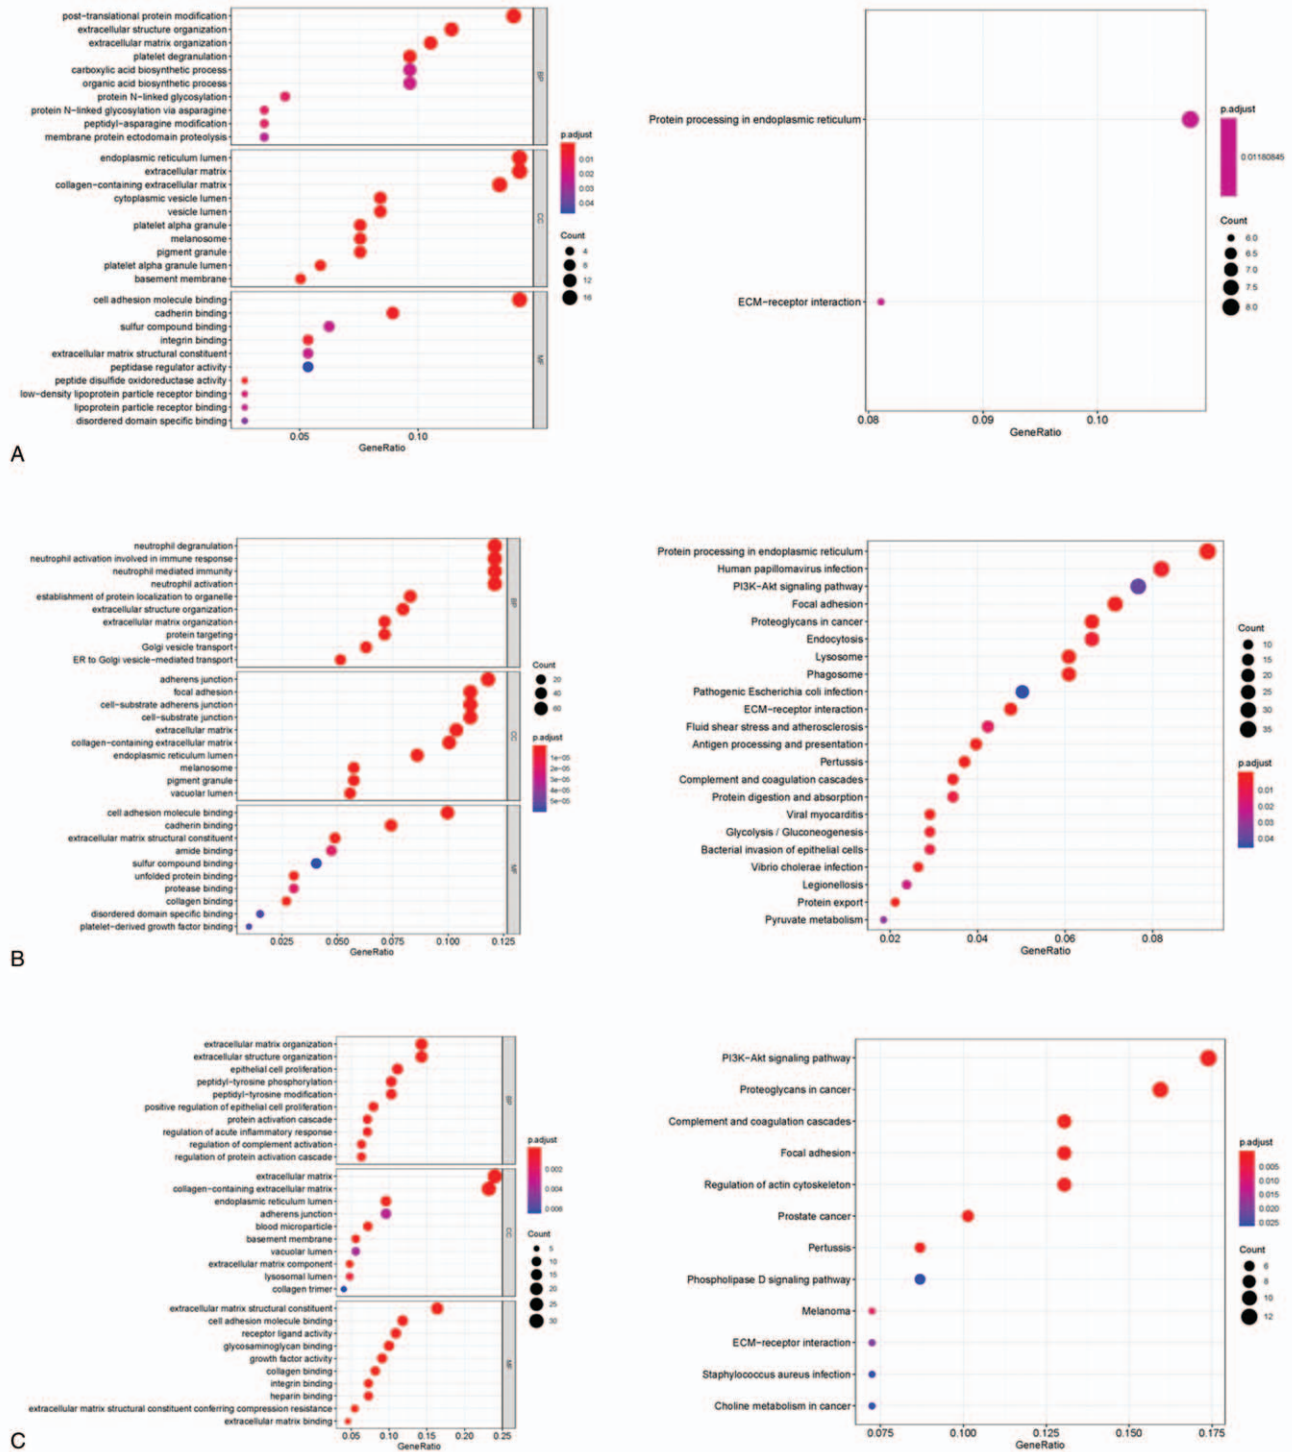 post-translational protein modification
extracellular structure organization
extracellular matrix organization
platelet degranulation
carboxylic acid biosynthetic process
organic acid biosynthetic process
protein N-linked glycosylation
protein N-linked glycosylation via asparagine
peptidyl-asparagine modification
membrane protein ectodomain proteolysis
BP
endoplasmic reticulum lumen
extracellular matrix
collagen-containing extracellular matrix
cytoplasmic vesicle lumen
vesicle lumen
platelet alpha granule
melanosome
pigment granule
platelet alpha granule lumen
basement membrane
CC
cell adhesion molecule binding
cadherin binding
sulfur compound binding
integrin binding
extracellular matrix structural constituent
peptidase regulator activity
peptide disulfide oxidoreductase activity
low-density lipoprotein particle receptor binding
lipoprotein particle receptor binding
disordered domain specific binding
MF
0.05 0.10
GeneRatio
p.adjust
0.01
0.02
0.03
0.04
Count
4
8
12
16
Protein processing in endoplasmic reticulum
ECM-receptor interaction
0.08 0.09 0.10
GeneRatio
p.adjust
0.01180845
Count
6.0
6.5
7.0
7.5
8.0
A
neutrophil degranulation
neutrophil activation involved in immune response
neutrophil mediated immunity
neutrophil activation
establishment of protein localization to organelle
extracellular structure organization
extracellular matrix organization
protein targeting
Golgi vesicle transport
ER to Golgi vesicle-mediated transport
BP
adherens junction
focal adhesion
cell-substrate adherens junction
cell-substrate junction
extracellular matrix
collagen-containing extracellular matrix
endoplasmic reticulum lumen
melanosome
pigment granule
vacuolar lumen
CC
cell adhesion molecule binding
cadherin binding
extracellular matrix structural constituent
amide binding
sulfur compound binding
unfolded protein binding
protease binding
collagen binding
disordered domain specific binding
platelet-derived growth factor binding
MF
0.025 0.050 0.075 0.100 0.125
GeneRatio
Count
20
40
60
p.adjust
1e-05
2e-05
3e-05
4e-05
5e-05
Protein processing in endoplasmic reticulum
Human papillomavirus infection
PI3K-Akt signaling pathway
Focal adhesion
Proteoglycans in cancer
Endocytosis
Lysosome
Phagosome
Pathogenic Escherichia coli infection
ECM-receptor interaction
Fluid shear stress and atherosclerosis
Antigen processing and presentation
Pertussis
Complement and coagulation cascades
Protein digestion and absorption
Viral myocarditis
Glycolysis / Gluconeogenesis
Bacterial invasion of epithelial cells
Vibrio cholerae infection
Legionellosis
Protein export
Pyruvate metabolism
0.02 0.04 0.06 0.08
GeneRatio
Count
10
15
20
25
30
35
p.adjust
0.01
0.02
0.03
0.04
B
extracellular matrix organization
extracellular structure organization
epithelial cell proliferation
peptidyl-tyrosine phosphorylation
peptidyl-tyrosine modification
positive regulation of epithelial cell proliferation
protein activation cascade
regulation of acute inflammatory response
regulation of complement activation
regulation of protein activation cascade
BP
extracellular matrix
collagen-containing extracellular matrix
endoplasmic reticulum lumen
adherens junction
blood microparticle
basement membrane
vacuolar lumen
extracellular matrix component
lysosomal lumen
collagen trimer
CC
extracellular matrix structural constituent
cell adhesion molecule binding
receptor ligand activity
glycosaminoglycan binding
growth factor activity
collagen binding
integrin binding
heparin binding
extracellular matrix structural constituent conferring compression resistance
extracellular matrix binding
MF
0.05 0.10 0.15 0.20 0.25
GeneRatio
p.adjust
0.002
0.004
0.006
Count
5
10
15
20
25
30
PI3K-Akt signaling pathway
Proteoglycans in cancer
Complement and coagulation cascades
Focal adhesion
Regulation of actin cytoskeleton
Prostate cancer
Pertussis
Phospholipase D signaling pathway
Melanoma
ECM-receptor interaction
Staphylococcus aureus infection
Choline metabolism in cancer
0.075 0.100 0.125 0.150 0.175
GeneRatio
p.adjust
0.005
0.010
0.015
0.020
0.025
Count
6
8
10
12
C